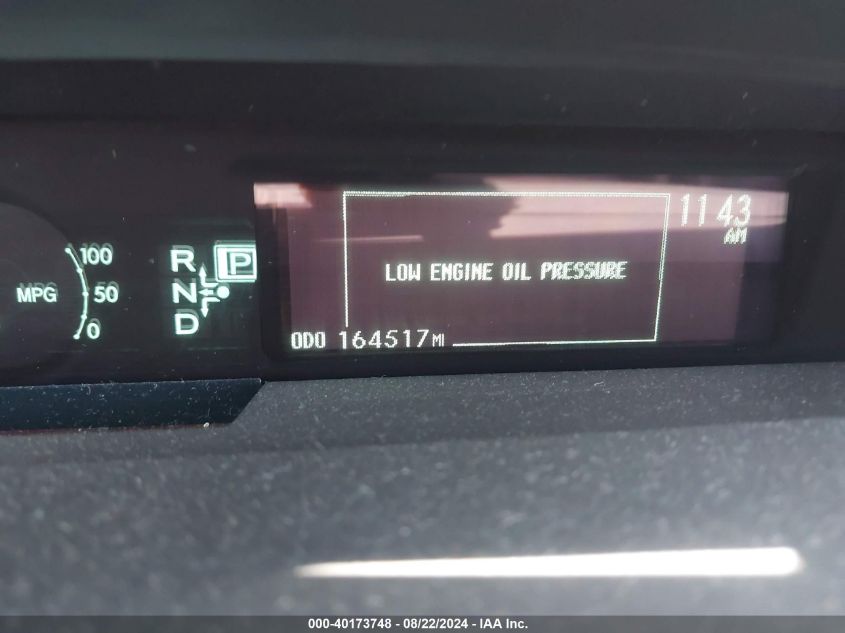 100
MPG
50
0
R
P
N
D
11 43
AM
LOW ENGINE OIL PRESSURE
ODO 164517 MI
000-40173748 - 08/22/2024 - IAA Inc.